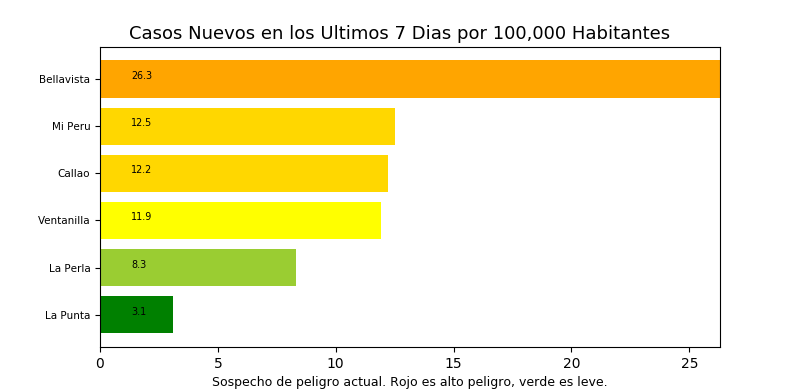 Casos Nuevos en los Ultimos 7 Dias por 100,000 Habitantes
Bellavista 26.3
Mi Peru 12.5
Callao 12.2
Ventanilla 11.9
La Perla 8.3
La Punta 3.1
0 5 10 15 20 25
Sospecho de peligro actual. Rojo es alto peligro, verde es leve.